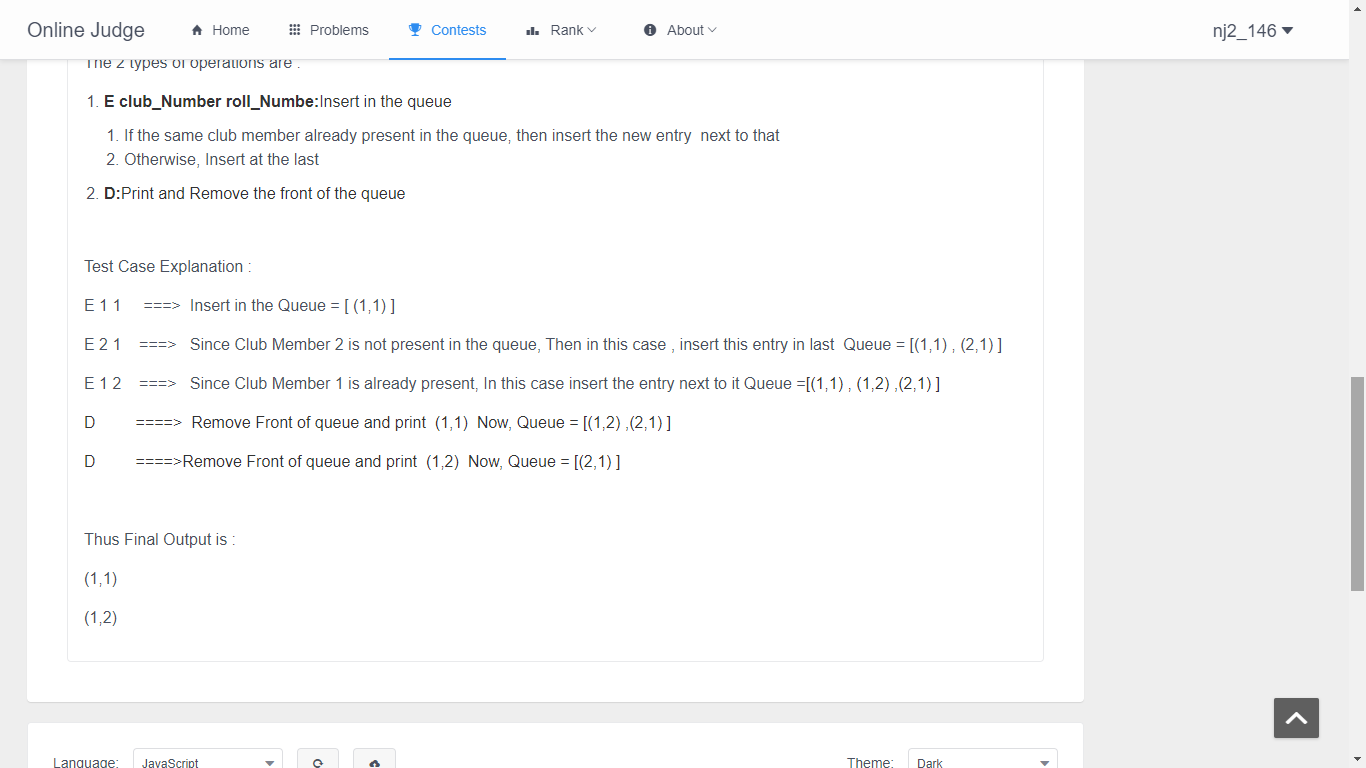 Online Judge Home Problems Contests Rank About nj2_146
The 2 types of operations are :
1. E club_Number roll_Numbe:Insert in the queue
1. If the same club member already present in the queue, then insert the new entry next to that
2. Otherwise, Insert at the last
2. D:Print and Remove the front of the queue
Test Case Explanation :
E 1 1 ===> Insert in the Queue = [ (1,1) ]
E 2 1 ===> Since Club Member 2 is not present in the queue, Then in this case , insert this entry in last Queue = [(1,1) , (2,1) ]
E 1 2 ===> Since Club Member 1 is already present, In this case insert the entry next to it Queue =[(1,1) , (1,2) ,(2,1) ]
D ====> Remove Front of queue and print (1,1) Now, Queue = [(1,2) ,(2,1) ]
D ====>Remove Front of queue and print (1,2) Now, Queue = [(2,1) ]
Thus Final Output is :
(1,1)
(1,2)
Language: JavaScript Theme: Dark